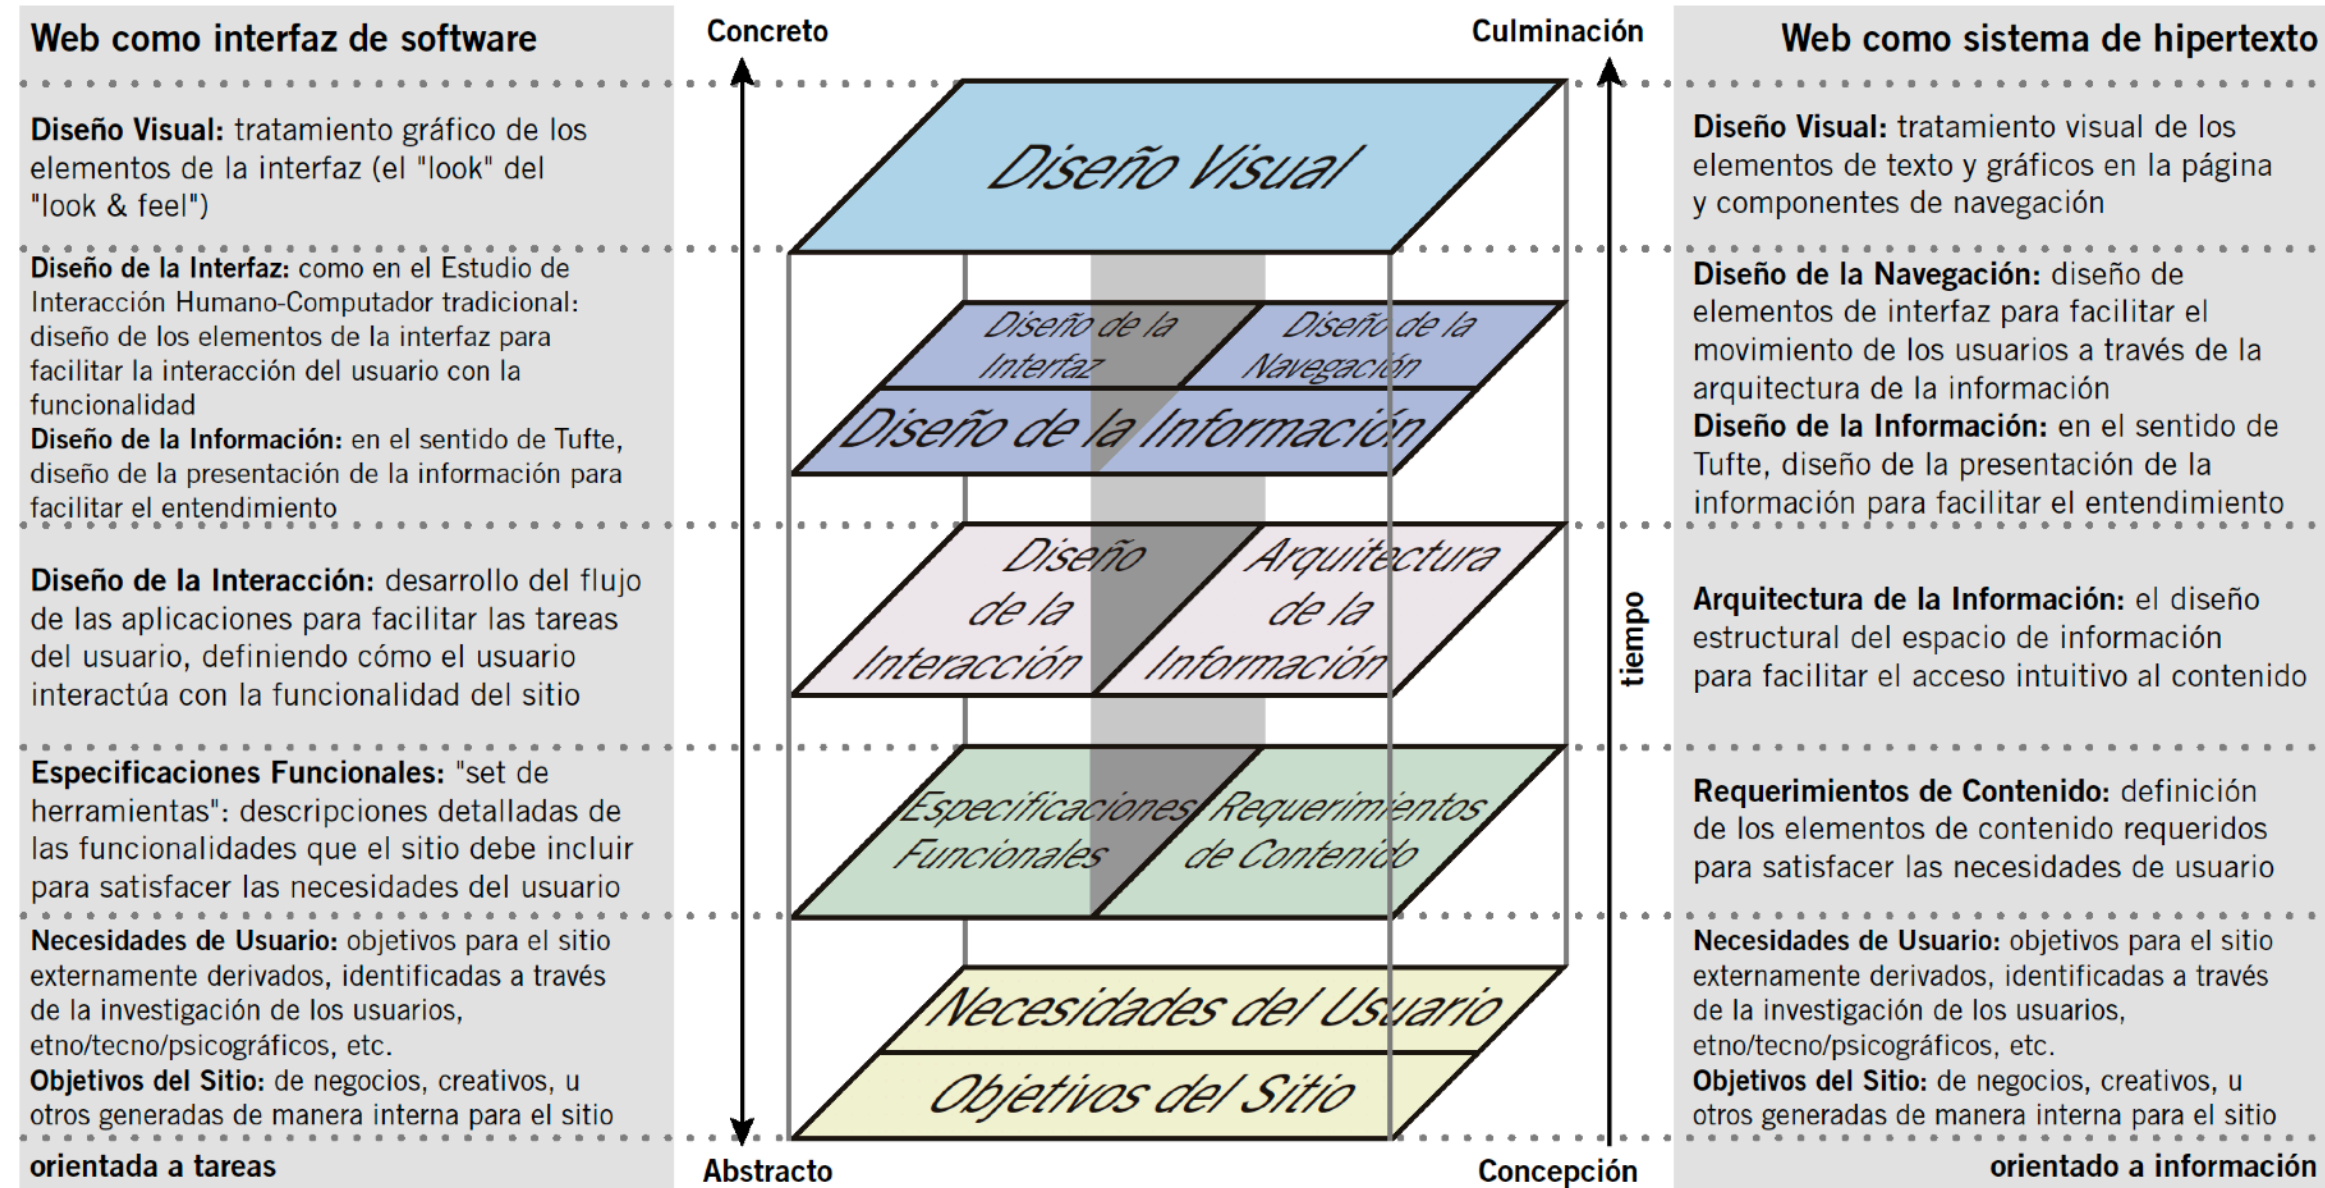 Web como interfaz de software
Diseño Visual: tratamiento gráfico de los
elementos de la interfaz (el "look" del
"look & feel")
Diseño de la Interfaz: como en el Estudio de
Interacción Humano-Computador tradicional:
diseño de los elementos de la interfaz para
facilitar la interacción del usuario con la
funcionalidad
Diseño de la Información: en el sentido de Tufte,
diseño de la presentación de la información para
facilitar el entendimiento
Diseño de la Interacción: desarrollo del flujo
de las aplicaciones para facilitar las tareas
del usuario, definiendo cómo el usuario
interactúa con la funcionalidad del sitio
Especificaciones Funcionales: "set de
herramientas": descripciones detalladas de
las funcionalidades que el sitio debe incluir
para satisfacer las necesidades del usuario
Necesidades de Usuario: objetivos para el sitio
externamente derivados, identificadas a través
de la investigación de los usuarios,
etno/tecno/psicográficos, etc.
Objetivos del Sitio: de negocios, creativos, u
otros generadas de manera interna para el sitio
orientada a tareas
Concreto
Culminación
Diseño Visual
Diseño de la
Interfaz
Diseño de la
Navegación
Diseño de la Información
Diseño
de la
Interacción
Arquitectura
de la
Información
tiempo
Especificaciones
Funcionales
Requerimientos
de Contenido
Necesidades del Usuario
Objetivos del Sitio
Abstracto
Concepción
Web como sistema de hipertexto
Diseño Visual: tratamiento visual de los
elementos de texto y gráficos en la página
y componentes de navegación
Diseño de la Navegación: diseño de
elementos de interfaz para facilitar el
movimiento de los usuarios a través de la
arquitectura de la información
Diseño de la Información: en el sentido de
Tufte, diseño de la presentación de la
información para facilitar el entendimiento
Arquitectura de la Información: el diseño
estructural del espacio de información
para facilitar el acceso intuitivo al contenido
Requerimientos de Contenido: definición
de los elementos de contenido requeridos
para satisfacer las necesidades de usuario
Necesidades de Usuario: objetivos para el sitio
externamente derivados, identificadas a través
de la investigación de los usuarios,
etno/tecno/psicográficos, etc.
Objetivos del Sitio: de negocios, creativos, u
otros generadas de manera interna para el sitio
orientado a información